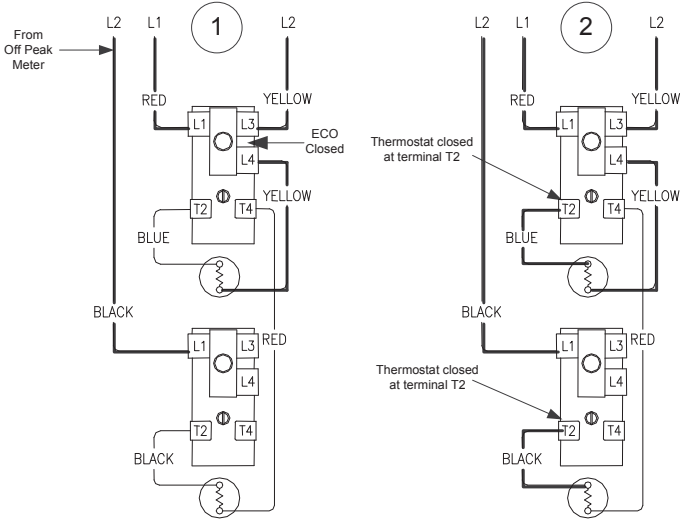 L2 L1 1 L2
From
Off Peak
Meter
RED
YELLOW
L1 L3
ECO
Closed
L4
YELLOW
T2 T4
BLUE
BLACK
RED
L1 L3
L4
T2 T4
BLACK
L2 L1 2 L2
RED
YELLOW
L1 L3
Thermostat closed
at terminal T2
L4
YELLOW
T2 T4
BLUE
BLACK
RED
L1 L3
Thermostat closed
at terminal T2
L4
T2 T4
BLACK